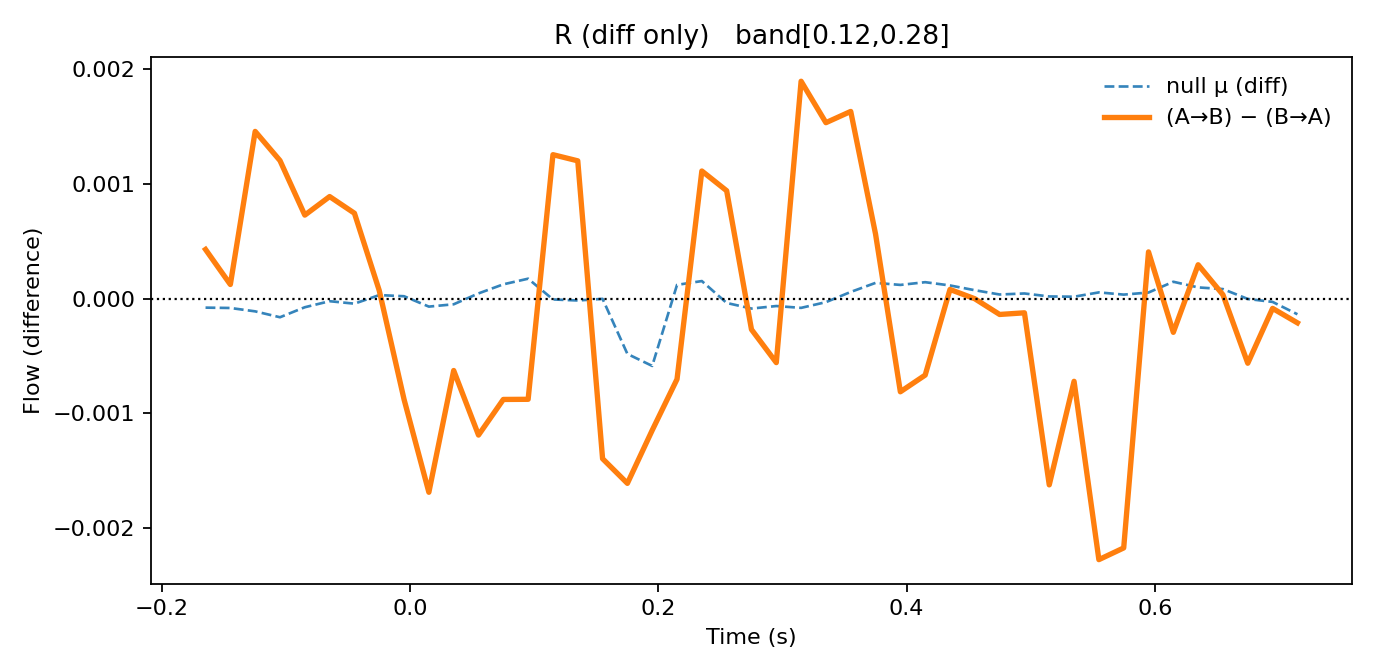 R (diff only)   band[0.12,0.28]
null μ (diff)
(A→B) − (B→A)
Flow (difference)
0.002
0.001
0.000
−0.001
−0.002
−0.2
0.0
0.2
0.4
0.6
Time (s)